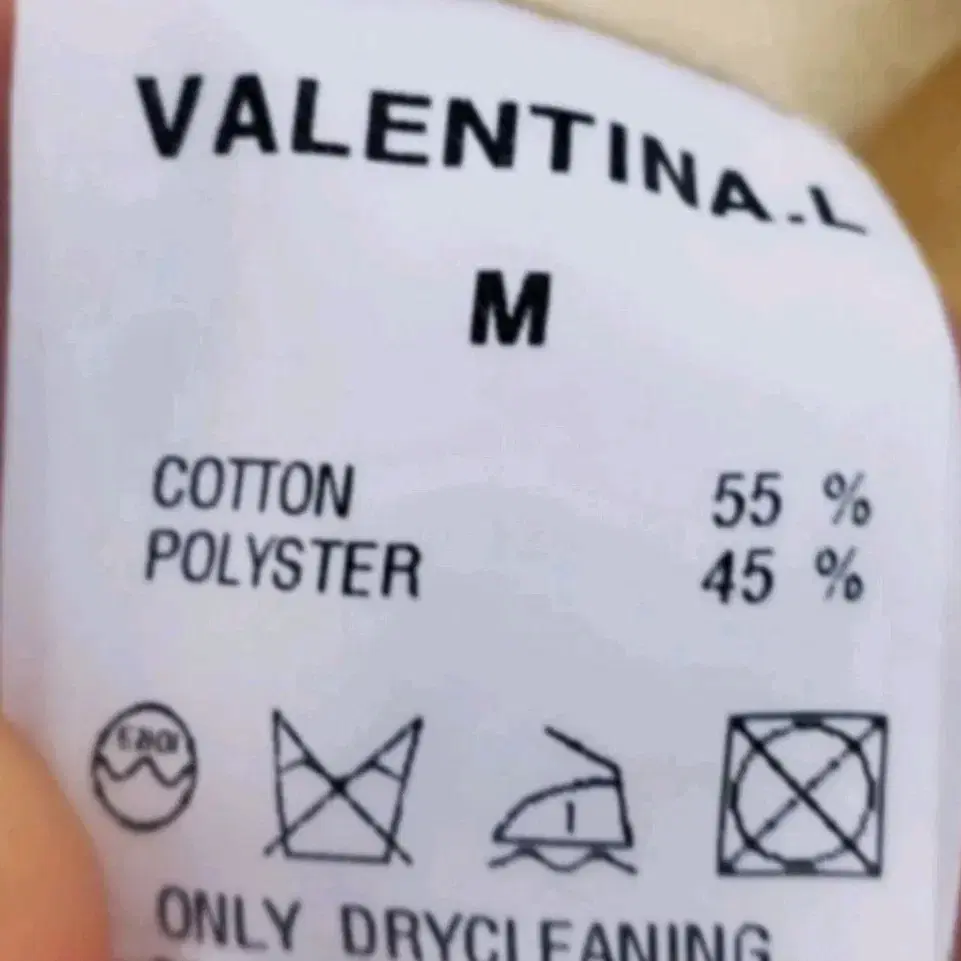 VALENTINA.L
M
COTTON 55 %
POLYSTER 45 %
ONLY DRYCLEANING